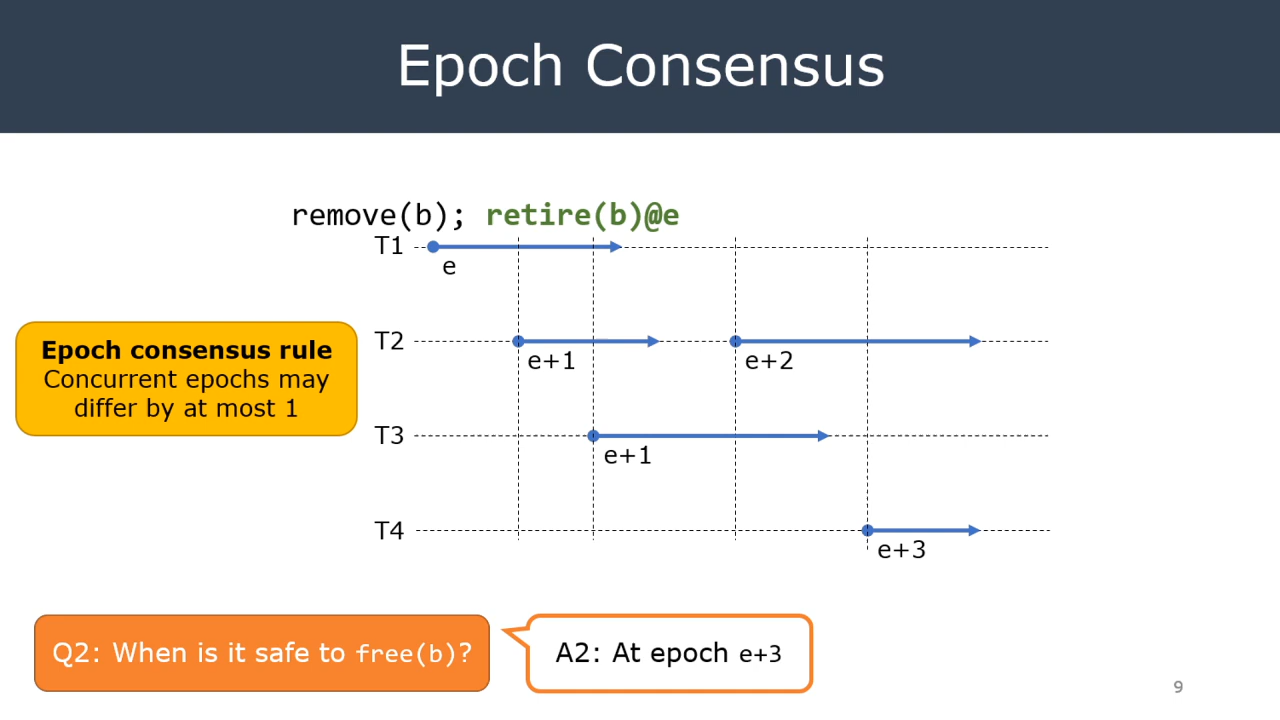 Epoch Consensus
remove(b); retire(b)@e
T1
e
Epoch consensus rule
Concurrent epochs may
differ by at most 1
T2
e+1
e+2
T3
e+1
T4
e+3
Q2: When is it safe to free(b)?
A2: At epoch e+3
9